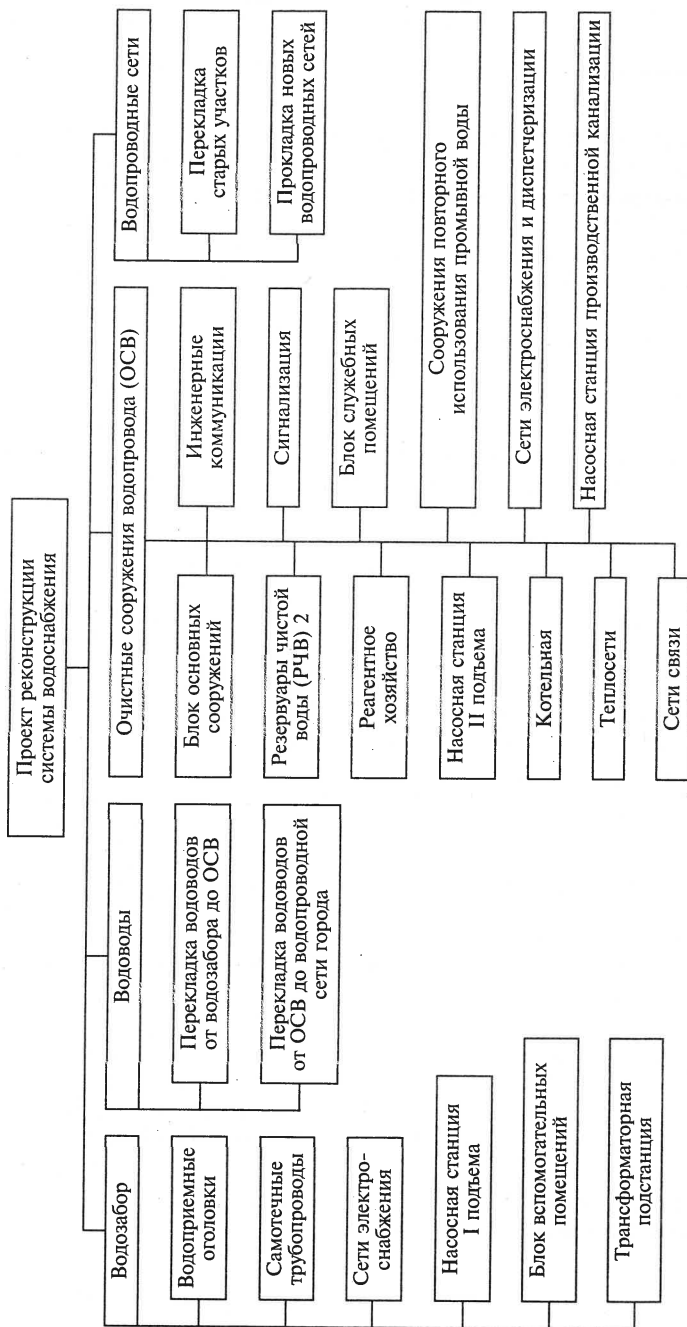 Проект реконструкции
системы водоснабжения
Водозабор
Водоприемные
оголовки
Самотечные
трубопроводы
Сети электро-
снабжения
Насосная станция
I подъема
Блок вспомогательных
помещений
Трансформаторная
подстанция
Водоводы
Перекладка водоводов
от водозабора до ОСВ
Перекладка водоводов
от ОСВ до водопроводной
сети города
Очистные сооружения водопровода (ОСВ)
Блок основных
сооружений
Резервуары чистой
воды (РЧВ) 2
Реагентное
хозяйство
Насосная станция
II подъема
Котельная
Теплосети
Сети связи
Инженерные
коммуникации
Сигнализация
Блок служебных
помещений
Сооружения повторного
использования промывной воды
Сети электроснабжения и диспетчеризации
Насосная станция производственной канализации
Водопроводные сети
Перекладка
старых участков
Прокладка новых
водопроводных сетей